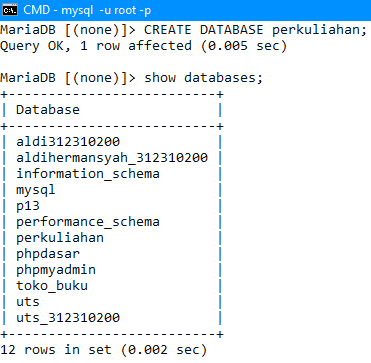 CMD - mysql -u root -p
MariaDB [(none)]> CREATE DATABASE perkuliahan;
Query OK, 1 row affected (0.005 sec)
MariaDB [(none)]> show databases;
+---------------------------+
| Database                  |
+---------------------------+
| aldi312310200             |
| aldihermansyah_312310200  |
| information_schema        |
| mysql                     |
| p13                       |
| performance_schema        |
| perkuliahan               |
| phpdasar                  |
| phpmyadmin                |
| toko_buku                 |
| uts                       |
| uts_312310200             |
+---------------------------+
12 rows in set (0.002 sec)